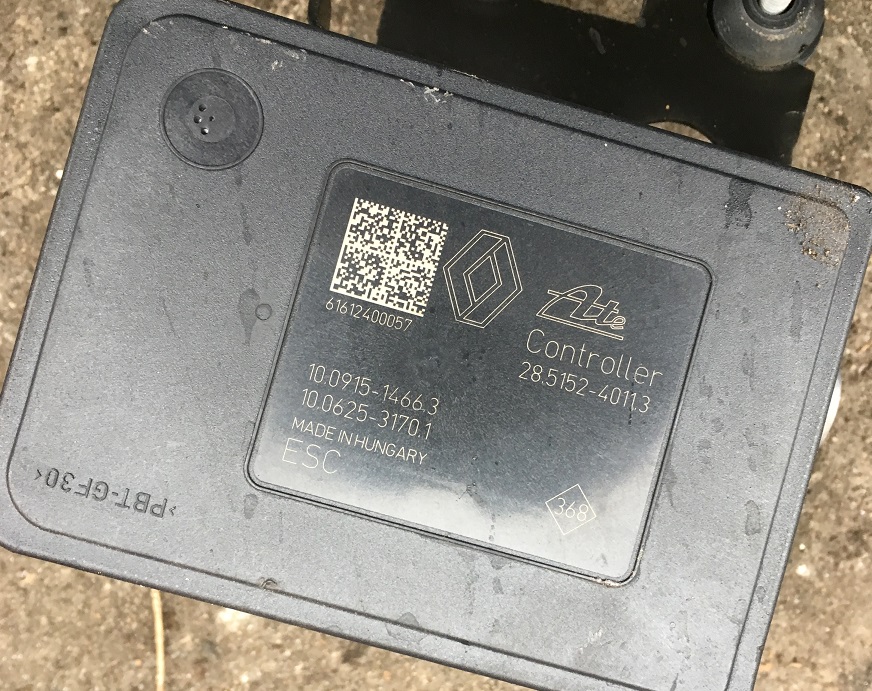 61612400057
Ate
Controller
28.5152-4011.3
10.0915-1466.3
10.0625-3170.1
MADE IN HUNGARY
ESC
368
>PBT-GF30<